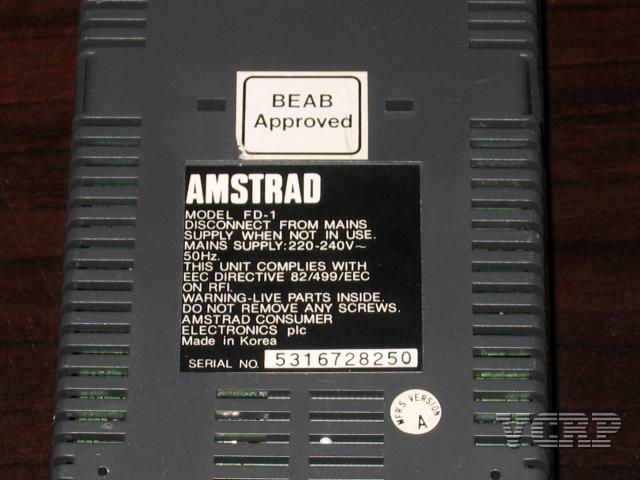 BEAB
Approved
AMSTRAD
MODEL FD-1
DISCONNECT FROM MAINS
SUPPLY WHEN NOT IN USE.
MAINS SUPPLY:220-240V~
50Hz.
THIS UNIT COMPLIES WITH
EEC DIRECTIVE 82/499/EEC
ON RFI.
WARNING-LIVE PARTS INSIDE.
DO NOT REMOVE ANY SCREWS.
AMSTRAD CONSUMER
ELECTRONICS plc
Made in Korea
SERIAL NO. 5316728250
MFR,S VERSION
A
VCRP